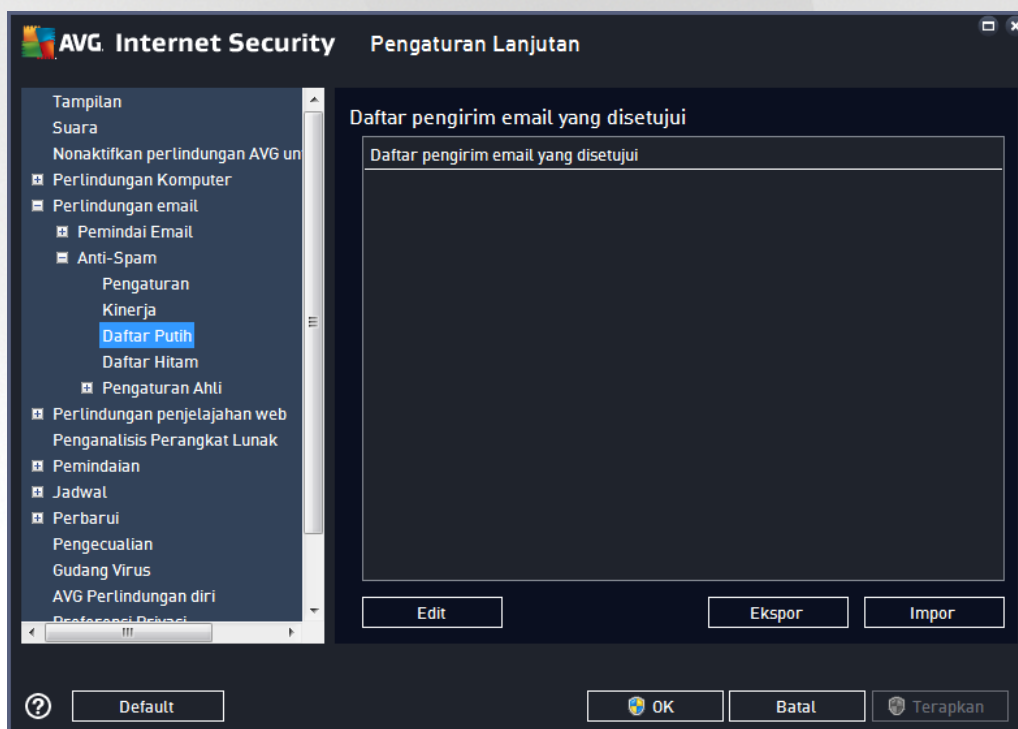 AVG. Internet Security Pengaturan Lanjutan
Tampilan
Suara
Nonaktifkan perlindungan AVG un
Perlindungan Komputer
Perlindungan email
Pemindai Email
Anti-Spam
Pengaturan
Kinerja
Daftar Putih
Daftar Hitam
Pengaturan Ahli
Perlindungan penjelajahan web
Penganalisis Perangkat Lunak
Pemindaian
Jadwal
Perbarui
Pengecualian
Gudang Virus
AVG Perlindungan diri
Preferensi Privasi
Daftar pengirim email yang disetujui
Daftar pengirim email yang disetujui
Edit Ekspor Impor
? Default OK Batal Terapkan